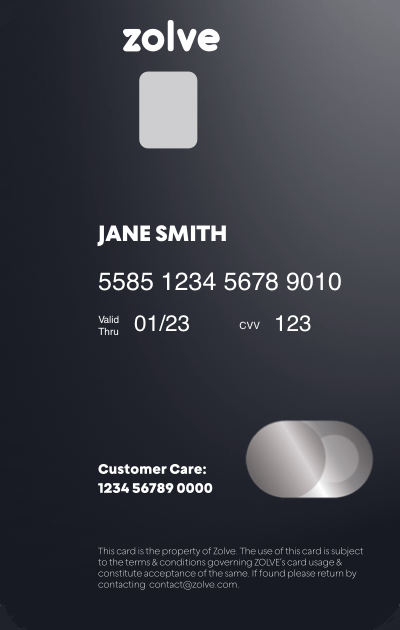 zolve
JANE SMITH
5585 1234 5678 9010
Valid Thru 01/23 CVV 123
Customer Care:
1234 56789 0000
This card is the property of Zolve. The use of this card is subject
to the terms & conditions governing ZOLVE's card usage &
constitute acceptance of the same. If found please return by
contacting contact@zolve.com.